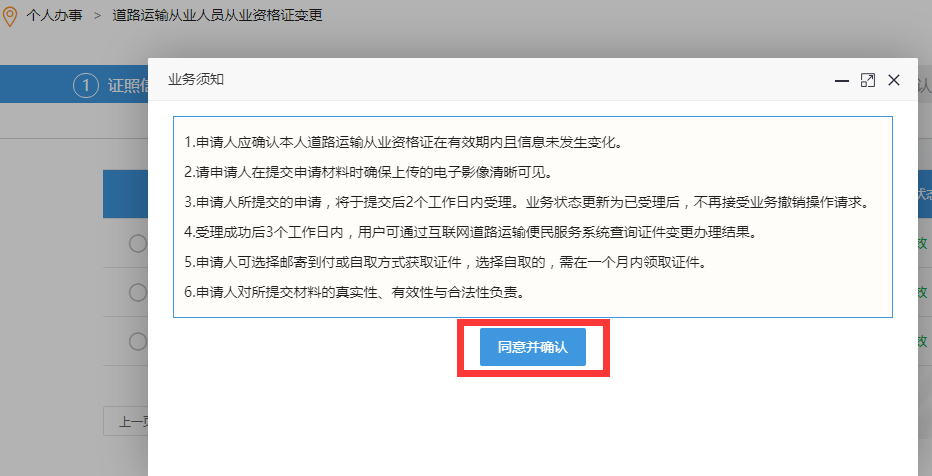 个人办事 > 道路运输从业人员从业资格证变更
业务须知
1 证照信
认
1.申请人应确认本人道路运输从业资格证在有效期内且信息未发生变化。
2.请申请人在提交申请材料时确保上传的电子影像清晰可见。
3.申请人所提交的申请，将于提交后2个工作日内受理。业务状态更新为已受理后，不再接受业务撤销操作请求。
4.受理成功后3个工作日内，用户可通过互联网道路运输便民服务系统查询证件变更办理结果。
5.申请人可选择邮寄到付或自取方式获取证件，选择自取的，需在一个月内领取证件。
6.申请人对所提交材料的真实性、有效性与合法性负责。
同意并确认
上一页